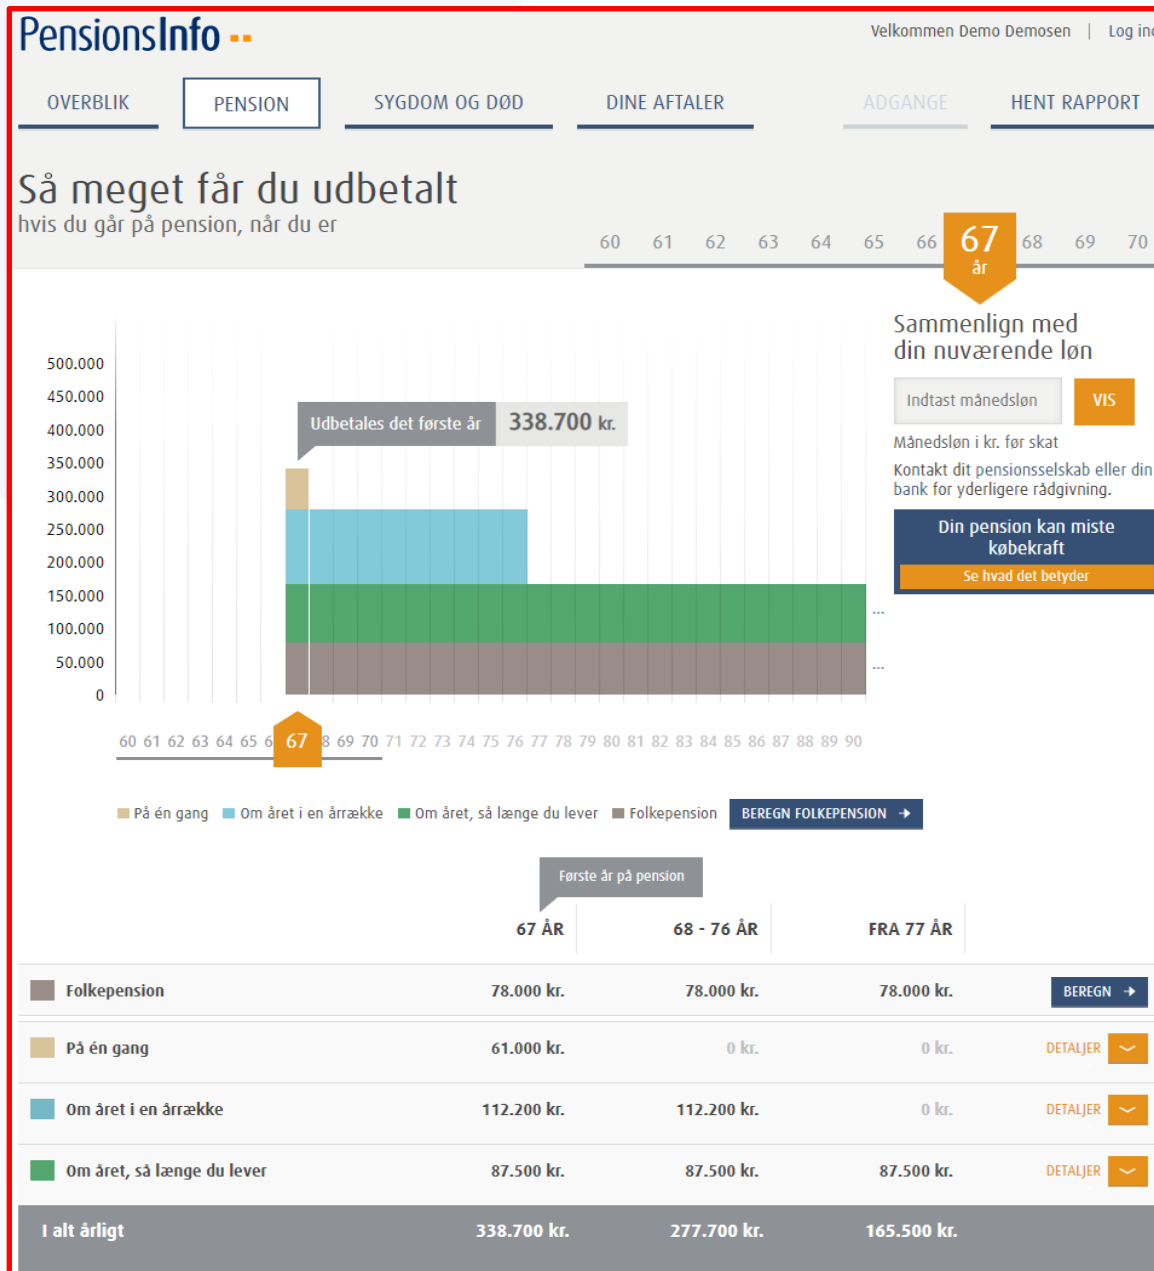 PensionsInfo
Velkommen Demo Demosen | Log
OVERBLIK PENSION SYGDOM OG DØD DINE AFTALER ADGANGE HENT RAPPORT
Så meget får du udbetalt
hvis du går på pension, når du er
60 61 62 63 64 65 66 67 68 69 70
år
Sammenlign med
din nuværende løn
Indtast månedsløn VIS
Månedsløn i kr. før skat
Kontakt dit pensionsselskab eller din
bank for yderligere rådgivning.
Din pension kan miste
købekraft
Se hvad det betyder
500.000
450.000
400.000
350.000
300.000
250.000
200.000
150.000
100.000
50.000
0
Udbetales det første år 338.700 kr.
...
...
60 61 62 63 64 65 67 69 70 71 72 73 74 75 76 77 78 79 80 81 82 83 84 85 86 87 88 89 90
På én gang Om året i en årrække Om året, så længe du lever Folkepension BEREGN FOLKEPENSION
Første år på pension
67 ÅR 68 - 76 ÅR FRA 77 ÅR
Folkepension 78.000 kr. 78.000 kr. 78.000 kr. BEREGN
På én gang 61.000 kr. 0 kr. 0 kr. DETALJER
Om året i en årrække 112.200 kr. 112.200 kr. 0 kr. DETALJER
Om året, så længe du lever 87.500 kr. 87.500 kr. 87.500 kr. DETALJER
I alt årligt 338.700 kr. 277.700 kr. 165.500 kr.